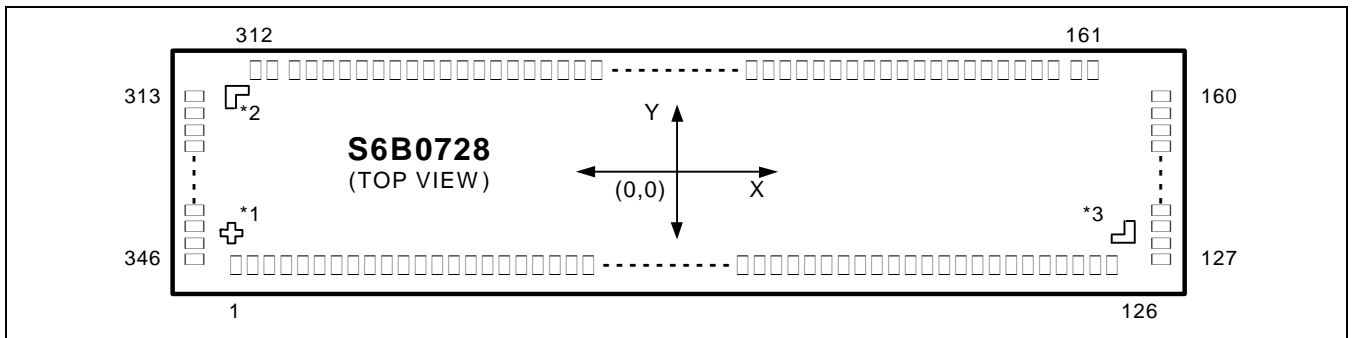 312 161
313 160
*2
Y
S6B0728
(TOP VIEW)
(0,0) X
*1 *3
346 127
1 126